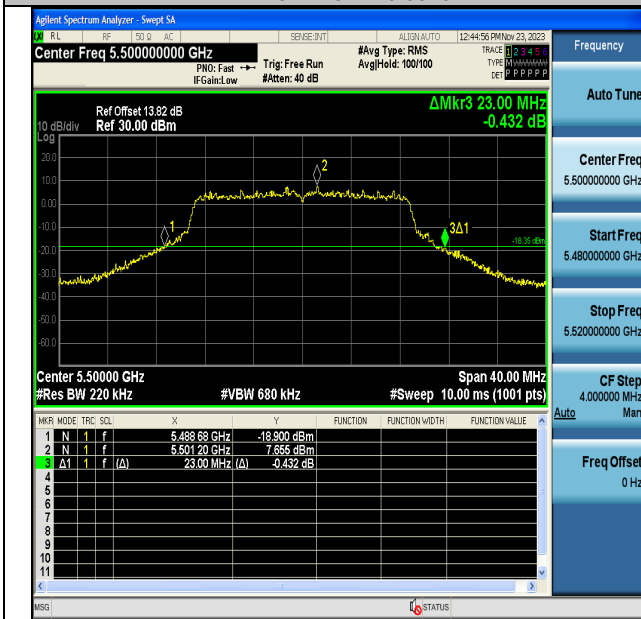 Agilent Spectrum Analyzer - Swept SA
RL RF 50 Ω AC SENSE:INT ALIGN AUTO 12:44:56 PM Nov 23, 2023
Center Freq 5.500000000 GHz
PNO: Fast
IFGain:Low
Trig: Free Run
#Atten: 40 dB
#Avg Type: RMS
Avg|Hold: 100/100
TRACE 1 2 3 4 5 6
TYPE M
DET P P P P P P
ΔMkr3 23.00 MHz
-0.432 dB
Ref Offset 13.82 dB
Ref 30.00 dBm
10 dB/div
Log
20.0
10.0
0.00
-10.0
-20.0
-30.0
-40.0
-50.0
-60.0
1
2
3Δ1
-18.35 dBm
Center 5.50000 GHz
Span 40.00 MHz
#Res BW 220 kHz
#VBW 680 kHz
#Sweep 10.00 ms (1001 pts)
MKR MODE TRC SCL X Y FUNCTION FUNCTION WIDTH FUNCTION VALUE
1 N 1 f 5.488 68 GHz -18.900 dBm
2 N 1 f 5.501 20 GHz 7.655 dBm
3 Δ1 1 f (Δ) 23.00 MHz (Δ) -0.432 dB
4
5
6
7
8
9
10
11
MSG
STATUS
Frequency
Auto Tune
Center Freq
5.500000000 GHz
Start Freq
5.480000000 GHz
Stop Freq
5.520000000 GHz
CF Step
4.000000 MHz
Auto Man
Freq Offset
0 Hz